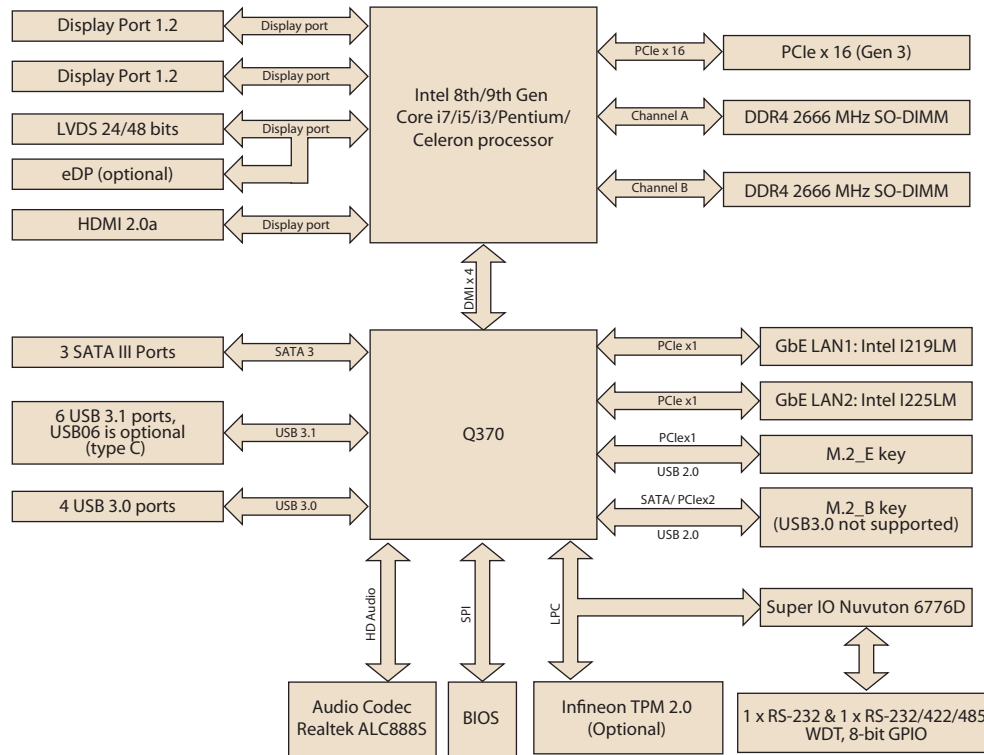 Display Port 1.2
Display port
Display Port 1.2
Display port
LVDS 24/48 bits
Display port
eDP (optional)
HDMI 2.0a
Display port
Intel 8th/9th Gen
Core i7/i5/i3/Pentium/
Celeron processor
PCIe x 16
PCIe x 16 (Gen 3)
Channel A
DDR4 2666 MHz SO-DIMM
Channel B
DDR4 2666 MHz SO-DIMM
DMI x 4
3 SATA III Ports
SATA 3
6 USB 3.1 ports,
USB06 is optional
(type C)
USB 3.1
4 USB 3.0 ports
USB 3.0
Q370
PCIe x1
GbE LAN1: Intel I219LM
PCIe x1
GbE LAN2: Intel I225LM
PCIex1
USB 2.0
M.2_E key
SATA/ PCIex2
USB 2.0
M.2_B key
(USB3.0 not supported)
HD Audio
SPI
LPC
Super IO Nuvuton 6776D
Audio Codec
Realtek ALC888S
BIOS
Infineon TPM 2.0
(Optional)
1 x RS-232 & 1 x RS-232/422/485
WDT, 8-bit GPIO